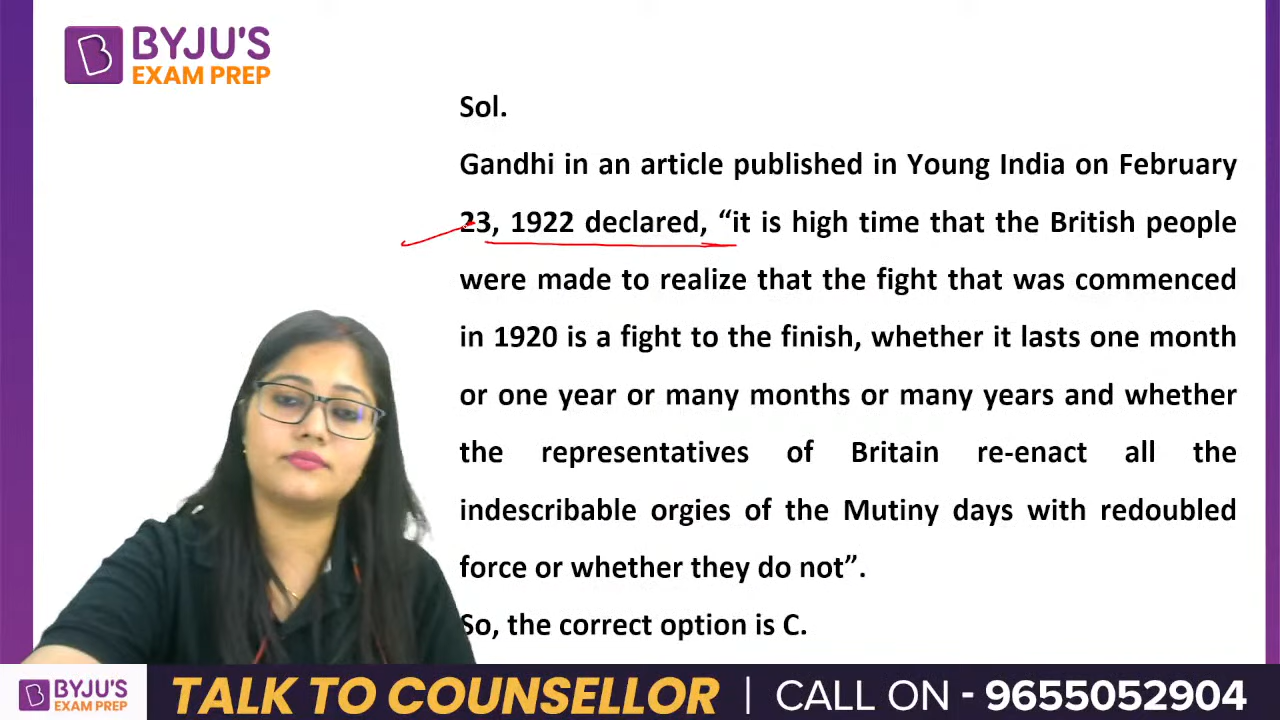 BYJU'S
EXAM PREP
Sol.
Gandhi in an article published in Young India on February
23, 1922 declared, “it is high time that the British people
were made to realize that the fight that was commenced
in 1920 is a fight to the finish, whether it lasts one month
or one year or many months or many years and whether
the representatives of Britain re-enact all the
indescribable orgies of the Mutiny days with redoubled
force or whether they do not”.
So, the correct option is C.
BYJU'S
EXAM PREP
TALK TO COUNSELLOR | CALL ON - 9655052904